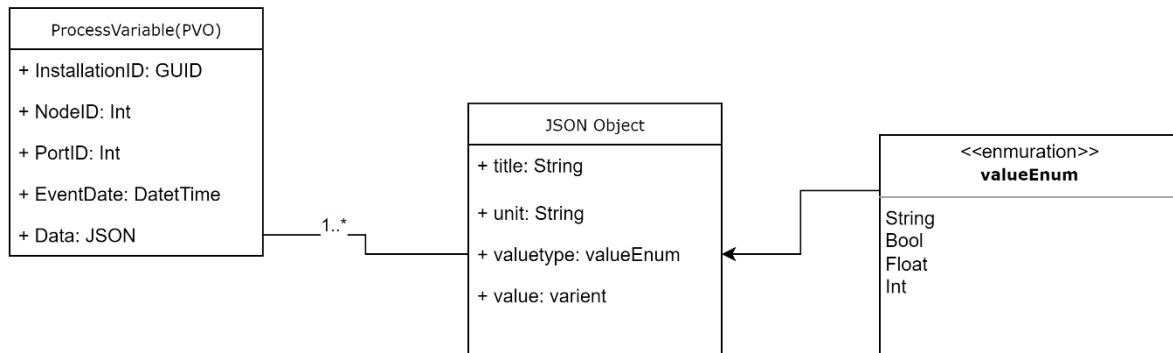 ProcessVariable(PVO)
+ InstallationID: GUID
+ NodeID: Int
+ PortID: Int
+ EventDate: DatetTime
+ Data: JSON
1..*
JSON Object
+ title: String
+ unit: String
+ valuetype: valueEnum
+ value: varient
<<enmuration>>
valueEnum
String
Bool
Float
Int